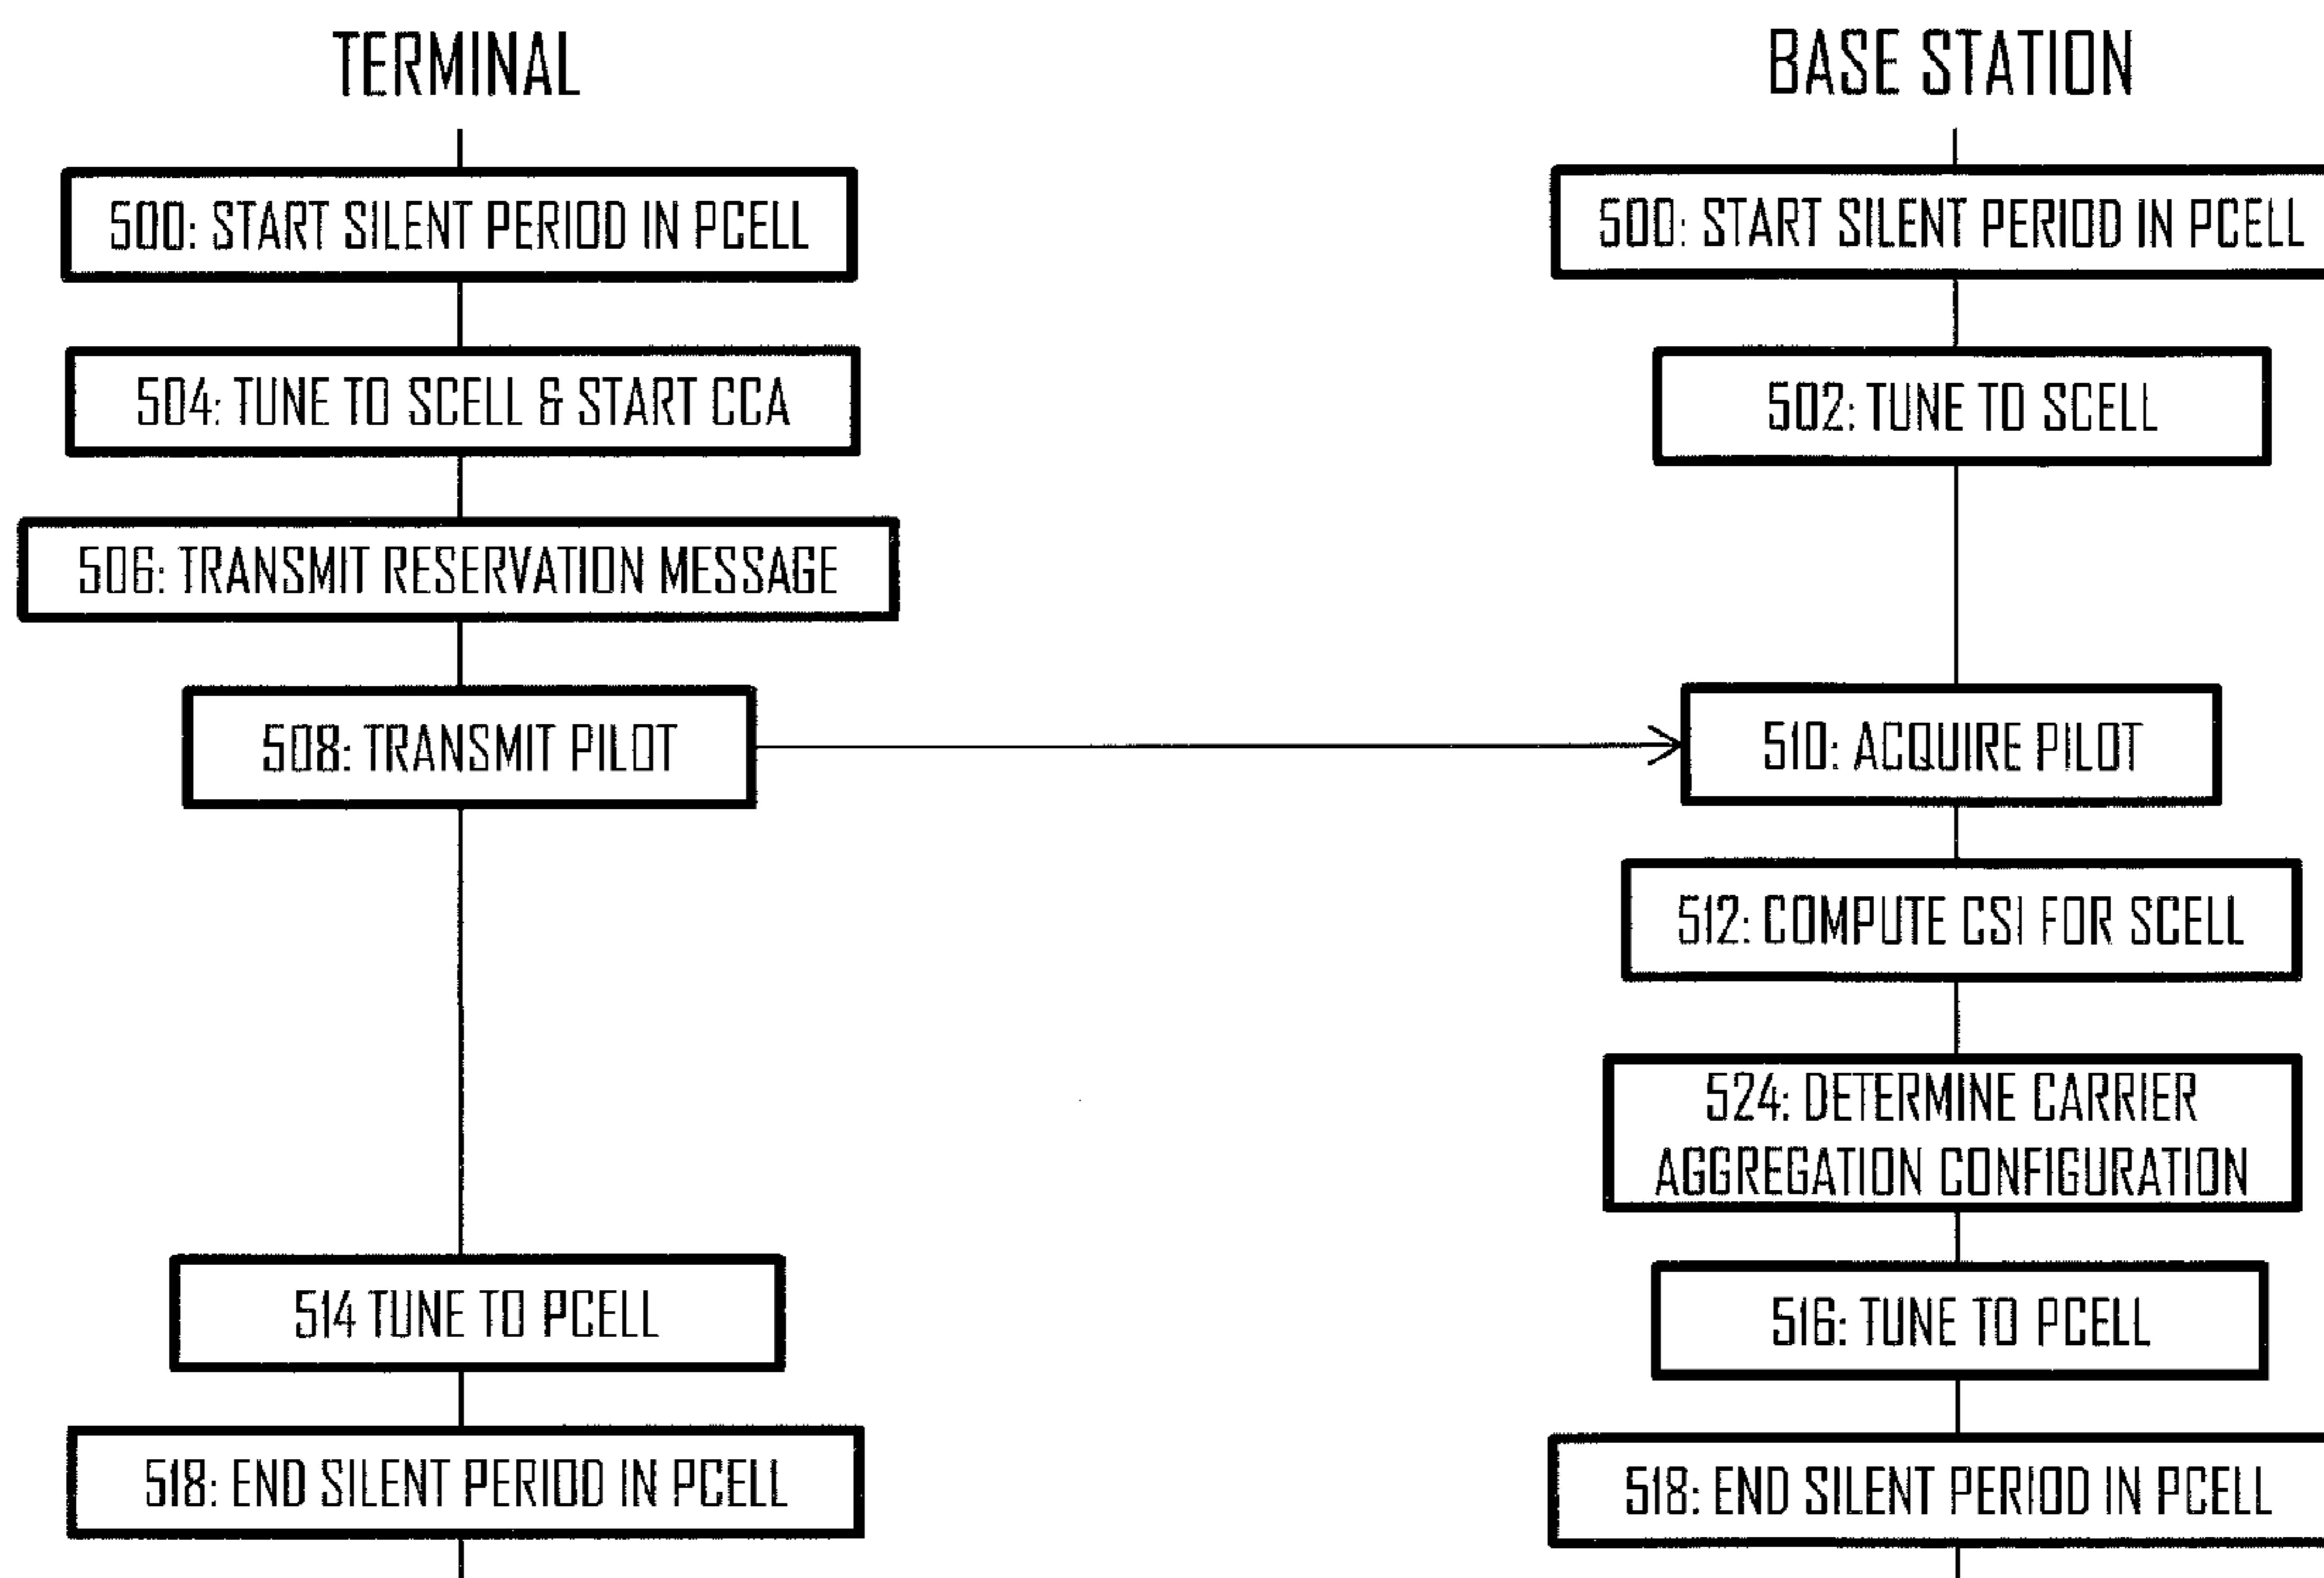 TERMINAL
BASE STATION
500: START SILENT PERIOD IN PCELL
500: START SILENT PERIOD IN PCELL
504: TUNE TO SCELL & START CCA
502: TUNE TO SCELL
506: TRANSMIT RESERVATION MESSAGE
508: TRANSMIT PILOT
510: ACQUIRE PILOT
512: COMPUTE CSI FOR SCELL
524: DETERMINE CARRIER
AGGREGATION CONFIGURATION
514 TUNE TO PCELL
516: TUNE TO PCELL
518: END SILENT PERIOD IN PCELL
518: END SILENT PERIOD IN PCELL